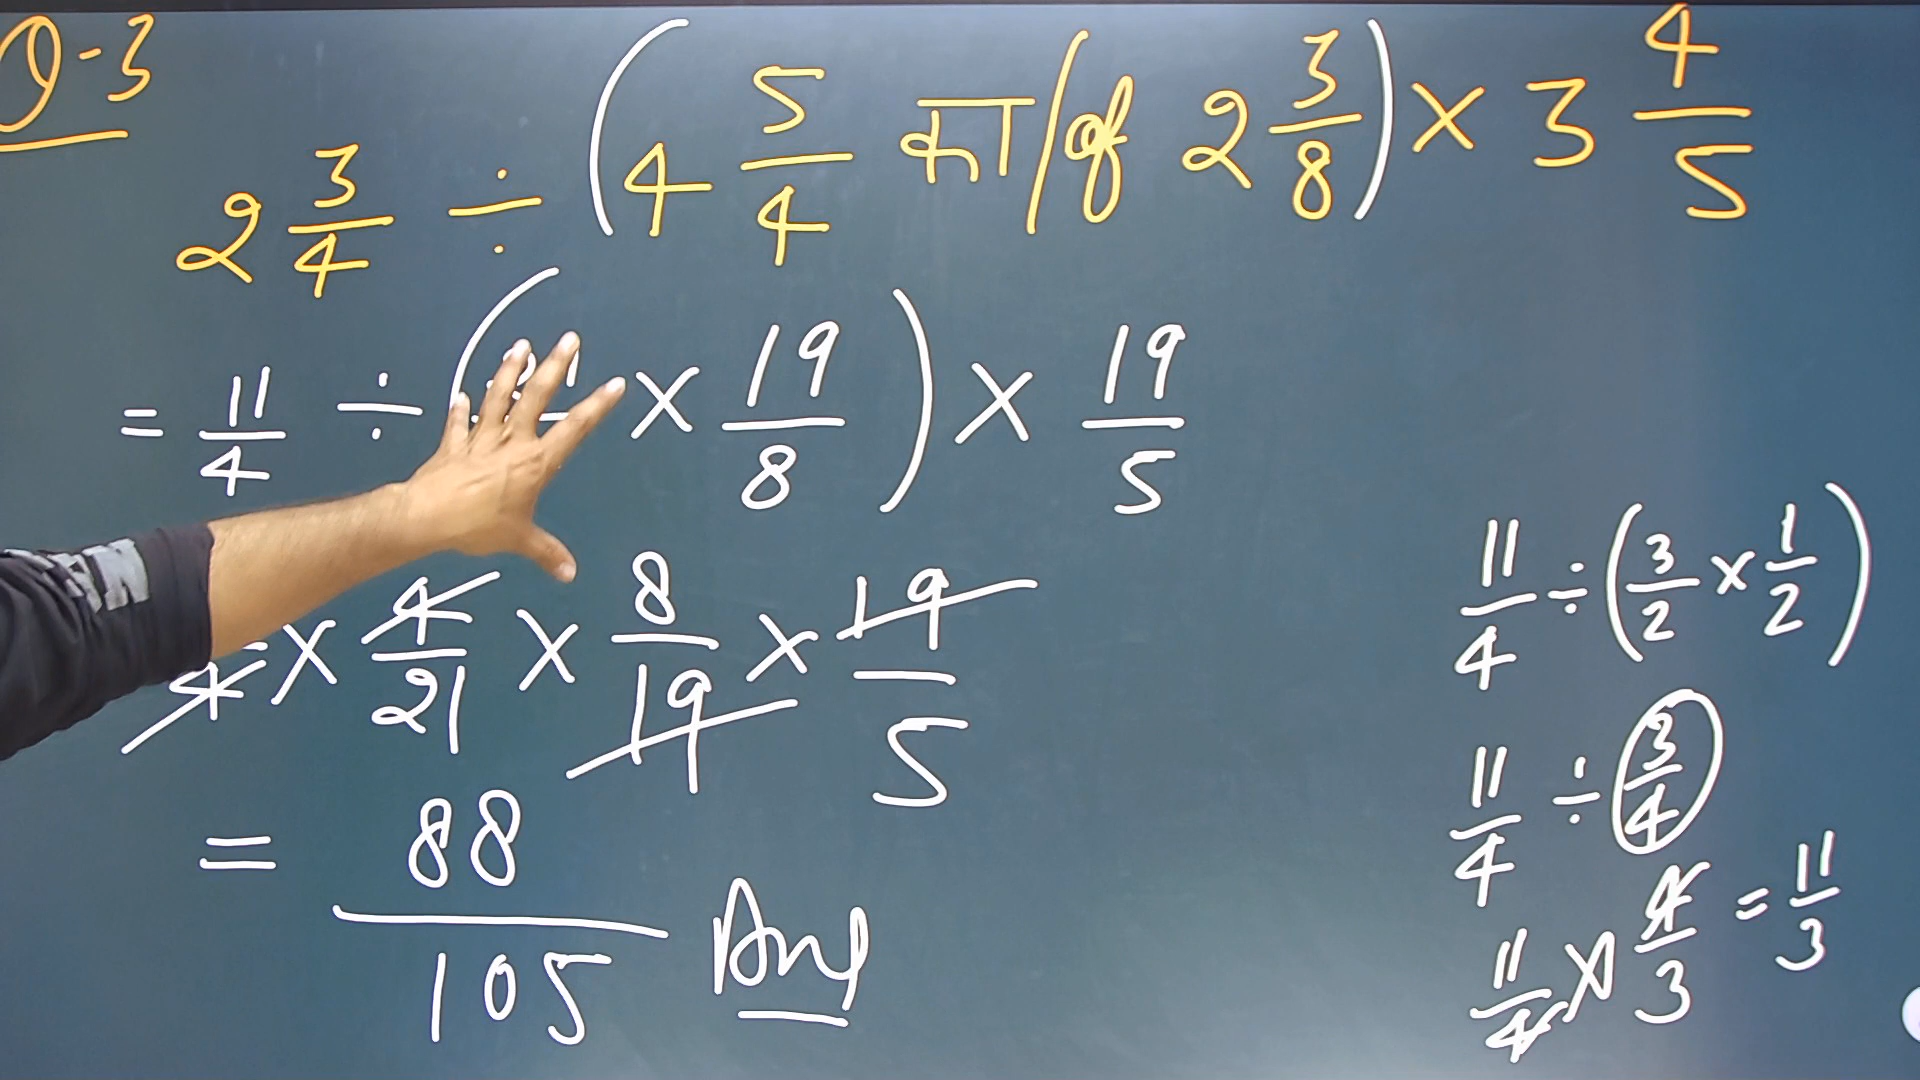 Q-3
2 3/4 ÷ (4 5/4 का/of 2 3/8) × 3 4/5
= 11/4 ÷ ( × 19/8) × 19/5
4 × 4/21 × 8/19 × 19/5
= 88/105 Ans
11/4 ÷ (3/2 × 1/2)
11/4 ÷ (3/4)
11/4 × 4/3 = 11/3